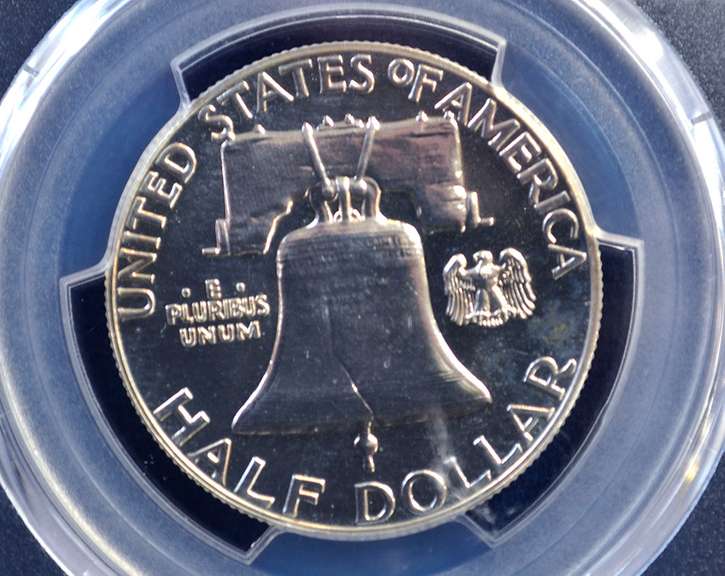 UNITED STATES OF AMERICA
E
PLURIBUS
UNUM
HALF DOLLAR